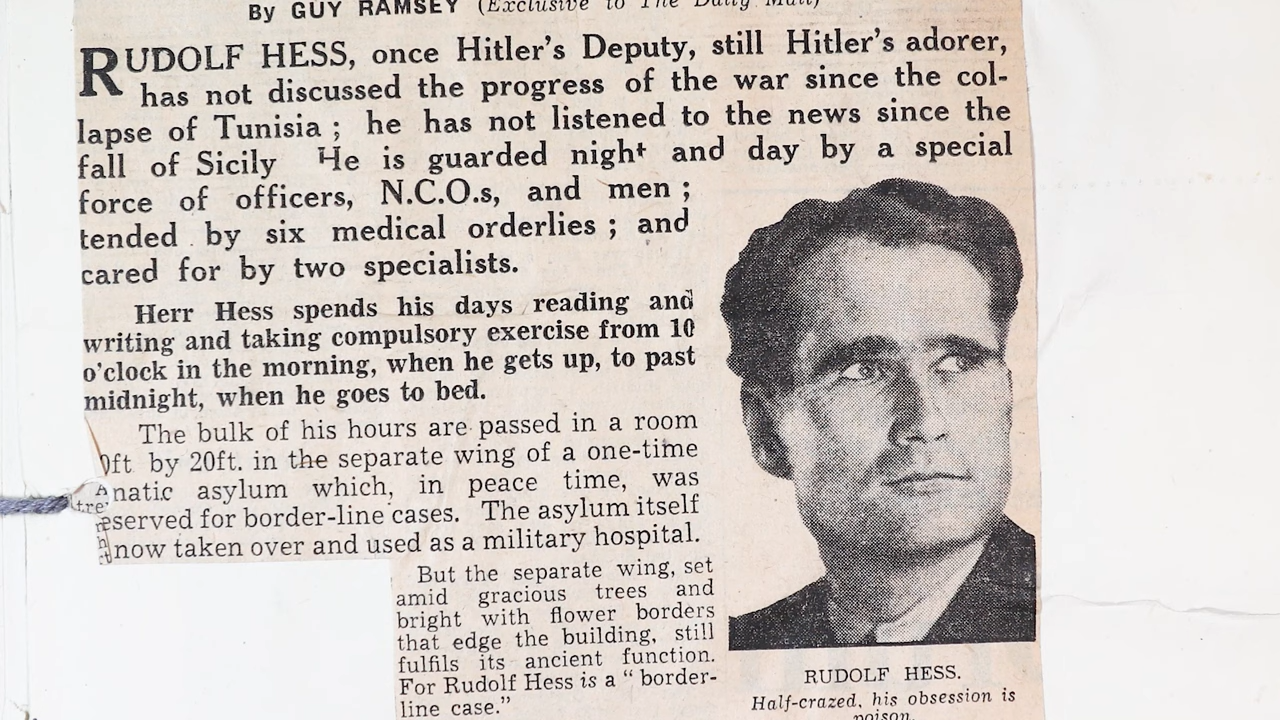 By GUY RAMSEY (Exclusive to The Daily Mail)
RUDOLF HESS, once Hitler's Deputy, still Hitler's adorer,
has not discussed the progress of the war since the col-
lapse of Tunisia ; he has not listened to the news since the
fall of Sicily He is guarded night and day by a special
force of officers, N.C.O.s, and men ;
tended by six medical orderlies ; and
cared for by two specialists.
Herr Hess spends his days reading and
writing and taking compulsory exercise from 10
o'clock in the morning, when he gets up, to past
midnight, when he goes to bed.
The bulk of his hours are passed in a room
0ft by 20ft. in the separate wing of a one-time
natic asylum which, in peace time, was
eserved for border-line cases. The asylum itself
now taken over and used as a military hospital.
But the separate wing, set
amid gracious trees and
bright with flower borders
that edge the building, still
fulfils its ancient function.
For Rudolf Hess is a " border-
line case."
RUDOLF HESS.
Half-crazed, his obsession is
poison.